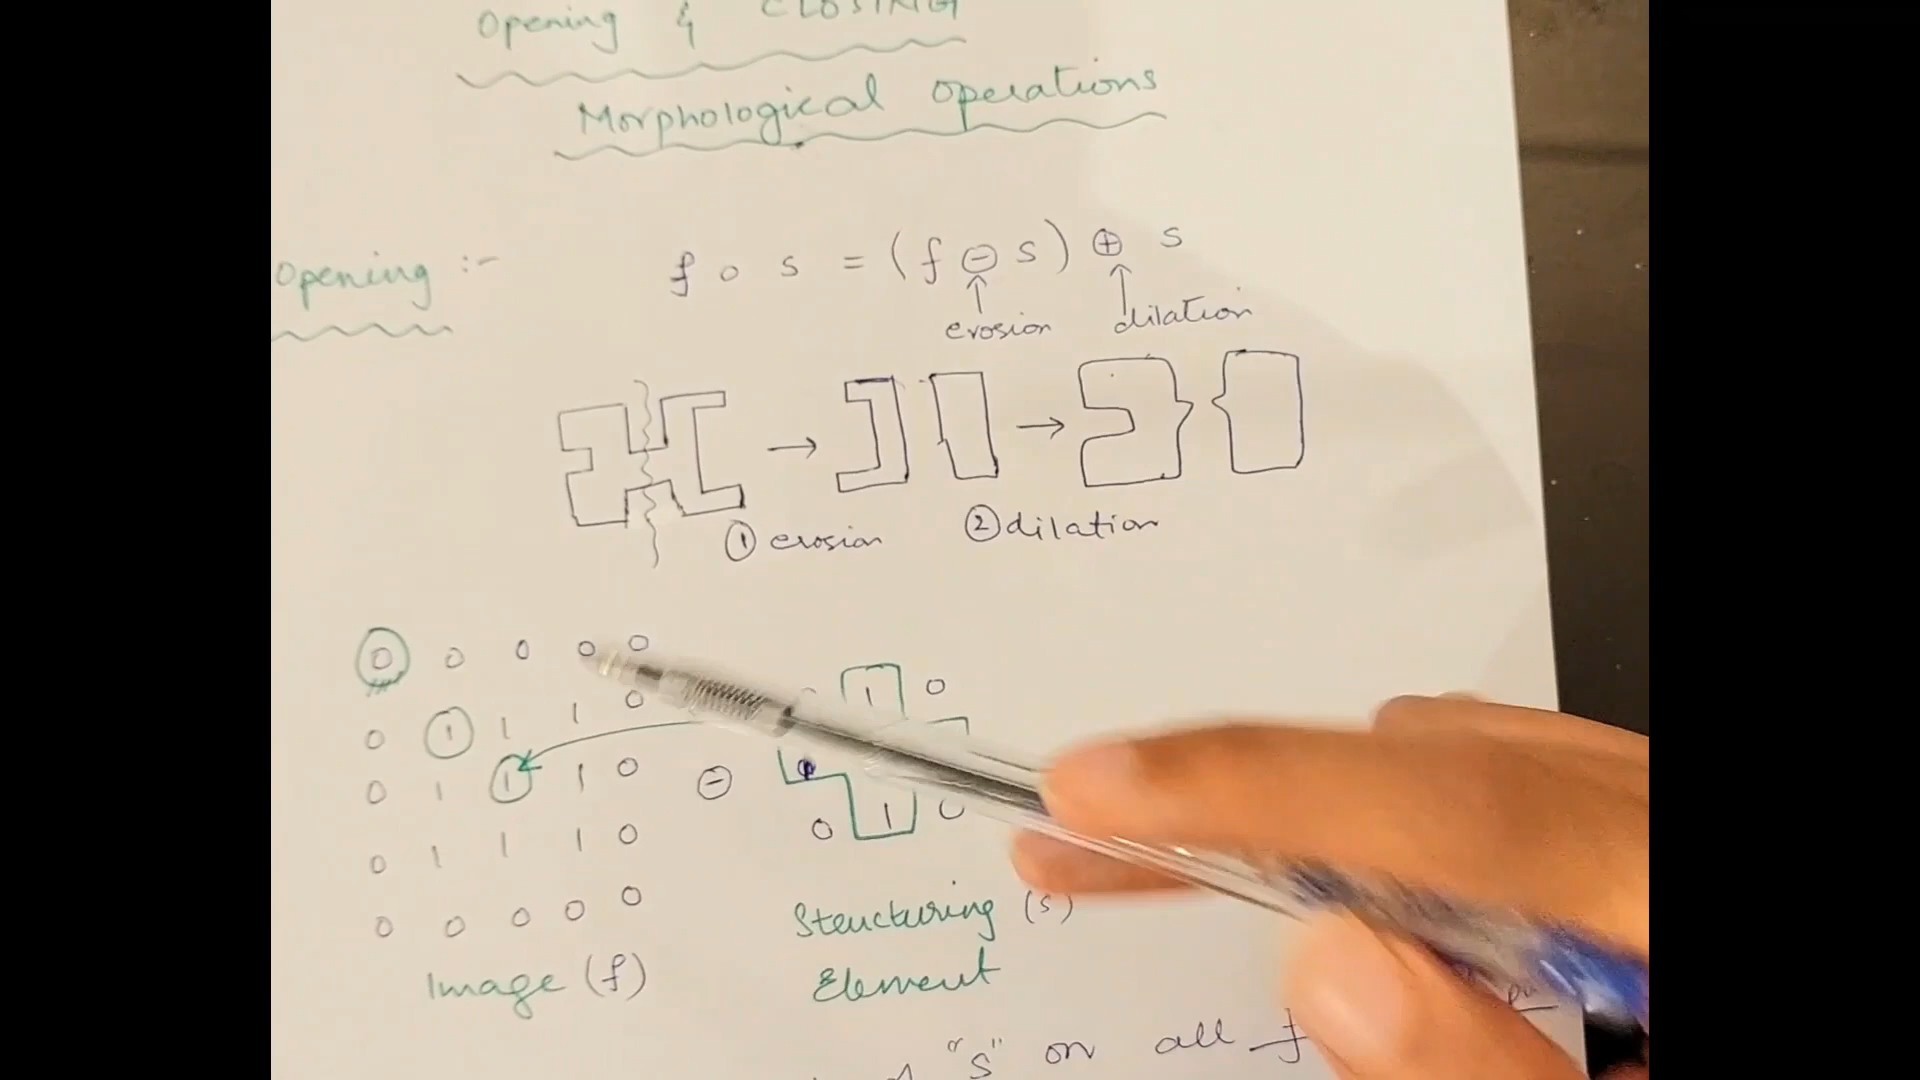 Opening & CLOSING
Morphological Operations
Opening :-
f o s = (f ⊖ s) ⊕ s
↑ ↑
erosion dilation
→ →
① erosion ② dilation
0 0 0 0 0
0 1 1 1 0
0 1 1 1 0
0 1 1 1 0
0 0 0 0 0
Image (f)
⊖
1 0
0 1 0
Structuring (s)
Element
"s" on all f